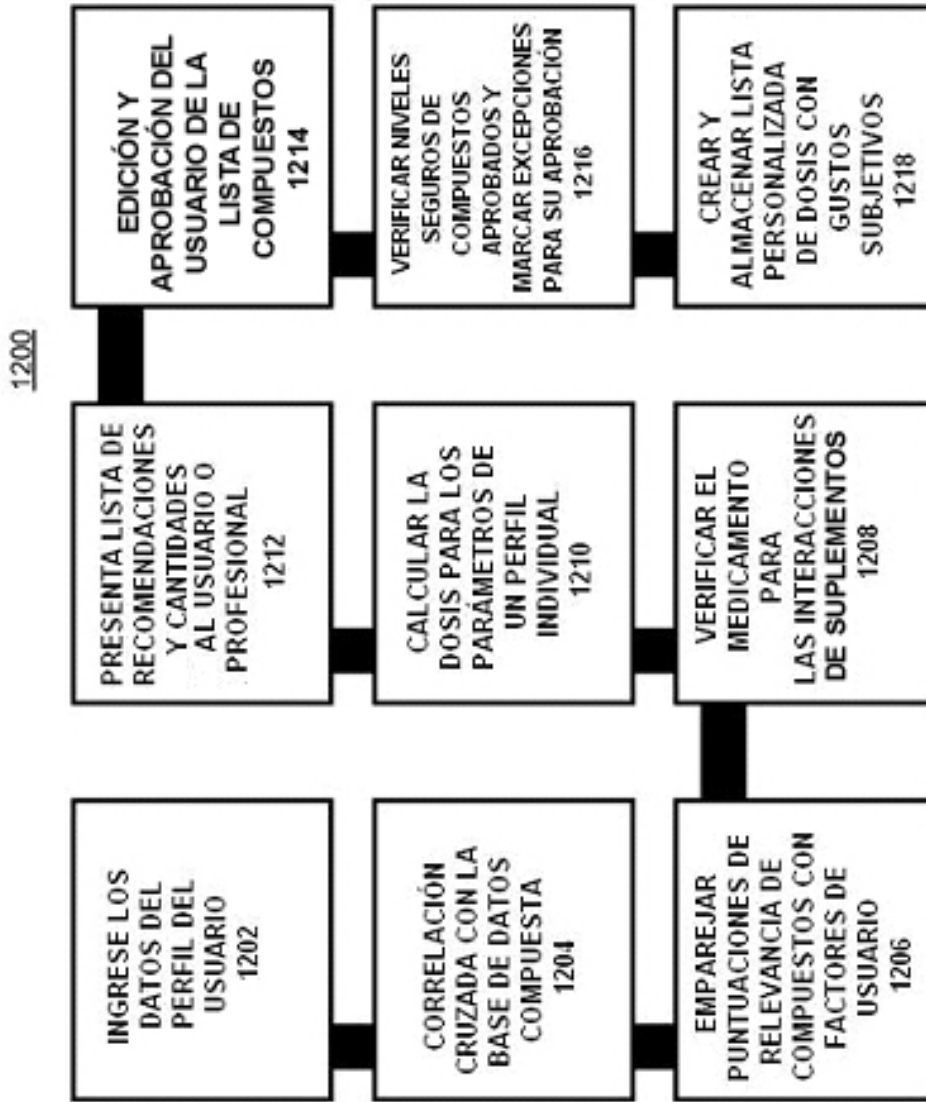 1200
INGRESE LOS
DATOS DEL
PERFIL DEL
USUARIO
1202
CORRELACIÓN
CRUZADA CON LA
BASE DE DATOS
COMPUESTA
1204
EMPAREJAR
PUNTUACIONES DE
RELEVANCIA DE
COMPUESTOS CON
FACTORES DE
USUARIO
1206
VERIFICAR EL
MEDICAMENTO
PARA
LAS INTERACCIONES
DE SUPLEMENTOS
1208
CALCULAR LA
DOSIS PARA LOS
PARÁMETROS DE
UN PERFIL
INDIVIDUAL
1210
PRESENTA LISTA DE
RECOMENDACIONES
Y CANTIDADES
AL USUARIO O
PROFESIONAL
1212
EDICIÓN Y
APROBACIÓN DEL
USUARIO DE LA
LISTA DE
COMPUESTOS
1214
VERIFICAR NIVELES
SEGUROS DE
COMPUESTOS
APROBADOS Y
MARCAR EXCEPCIONES
PARA SU APROBACIÓN
1216
CREAR Y
ALMACENAR LISTA
PERSONALIZADA
DE DOSIS CON
GUSTOS
SUBJETIVOS
1218